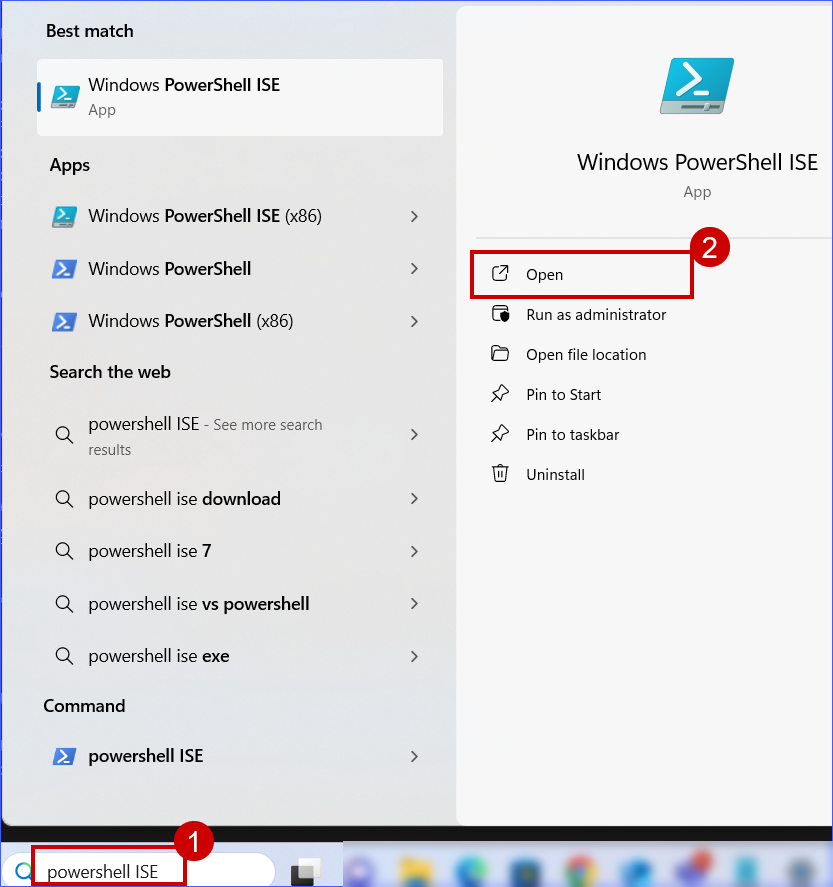 Best match
Windows PowerShell ISE
App
Apps
Windows PowerShell ISE (x86)
Windows PowerShell
Windows PowerShell (x86)
Search the web
powershell ISE - See more search
results
powershell ise download
powershell ise 7
powershell ise vs powershell
powershell ise exe
Command
powershell ISE
1
powershell ISE
Windows PowerShell ISE
App
2
Open
Run as administrator
Open file location
Pin to Start
Pin to taskbar
Uninstall